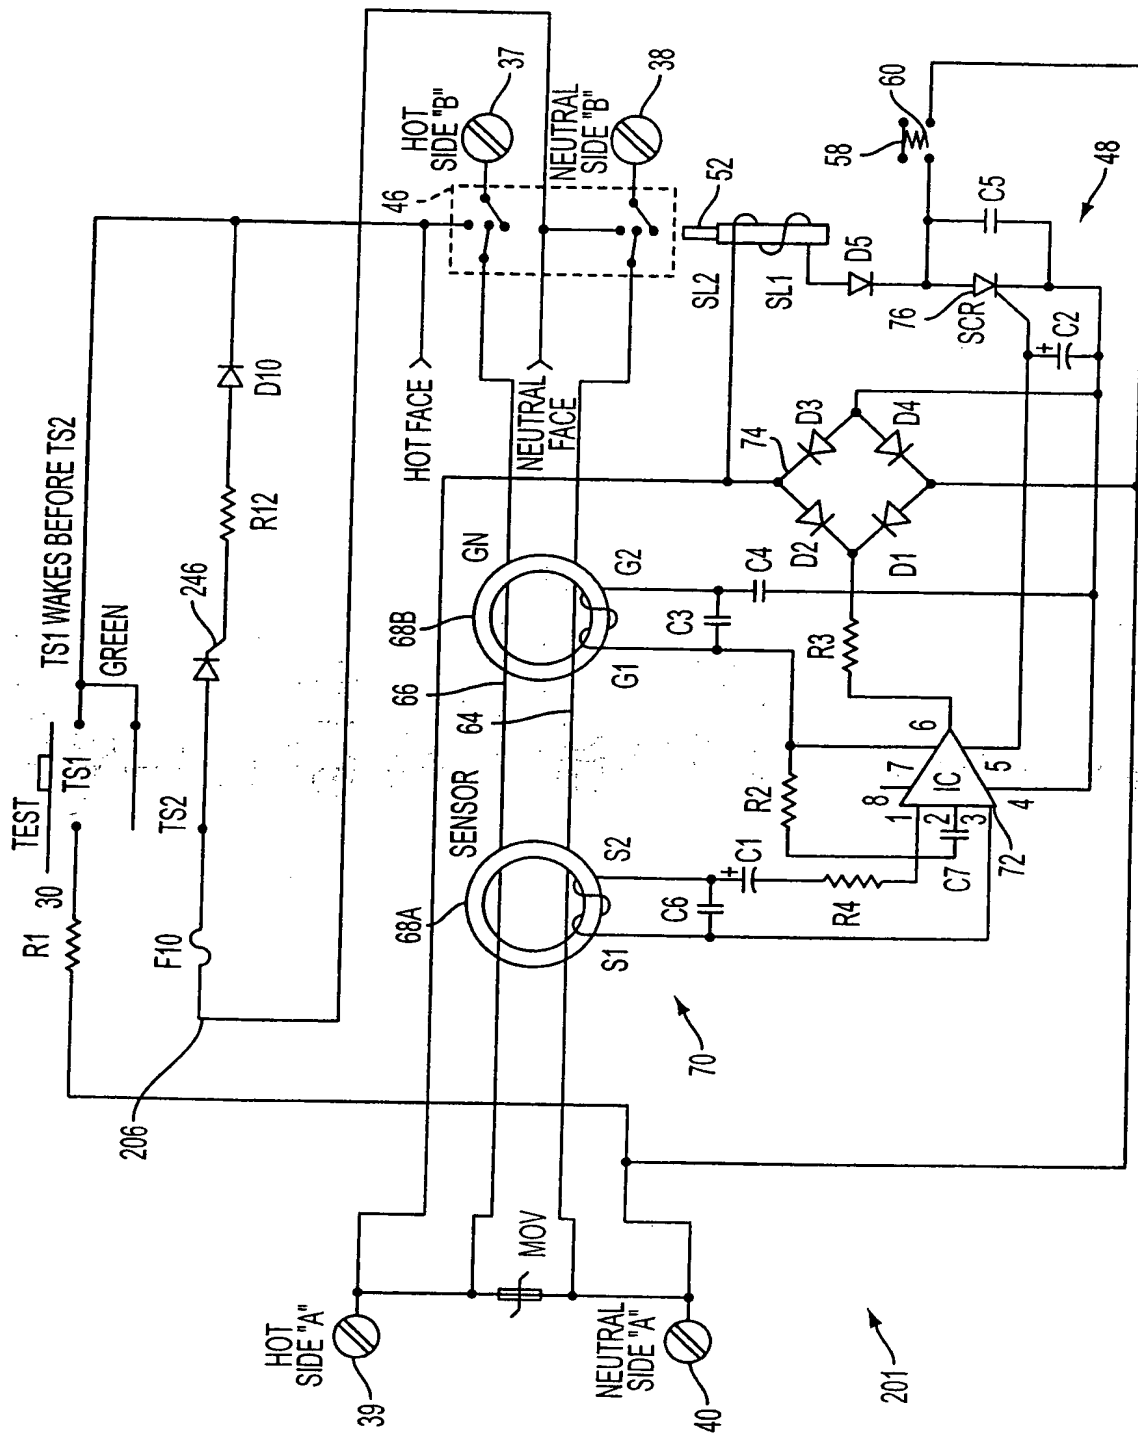 TEST
TS1
30
R1
TS1 WAKES BEFORE TS2
GREEN
TS2
246
F10
206
R12
D10
HOT FACE
NEUTRAL
FACE
46
HOT
SIDE "B"
37
NEUTRAL
SIDE "B"
38
52
SL2
SL1
D5
58
60
48
C5
76
SCR
C2
+
74
D3
D4
D2
D1
GN
68B
G2
G1
66
64
C3
C4
R3
SENSOR
68A
S2
S1
C6
C1
+
R4
R2
C7
IC
1
2
3
4
5
6
7
8
72
70
HOT
SIDE "A"
39
MOV
NEUTRAL
SIDE "A"
40
201